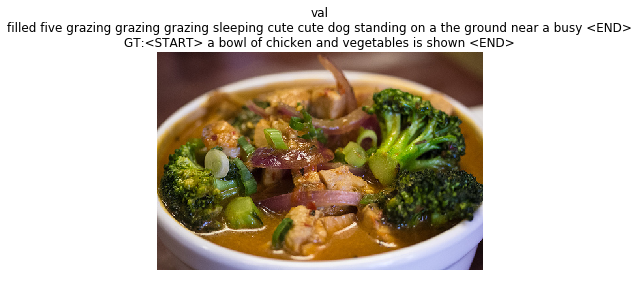 val
filled five grazing grazing grazing sleeping cute cute dog standing on a the ground near a busy <END>
GT:<START> a bowl of chicken and vegetables is shown <END>